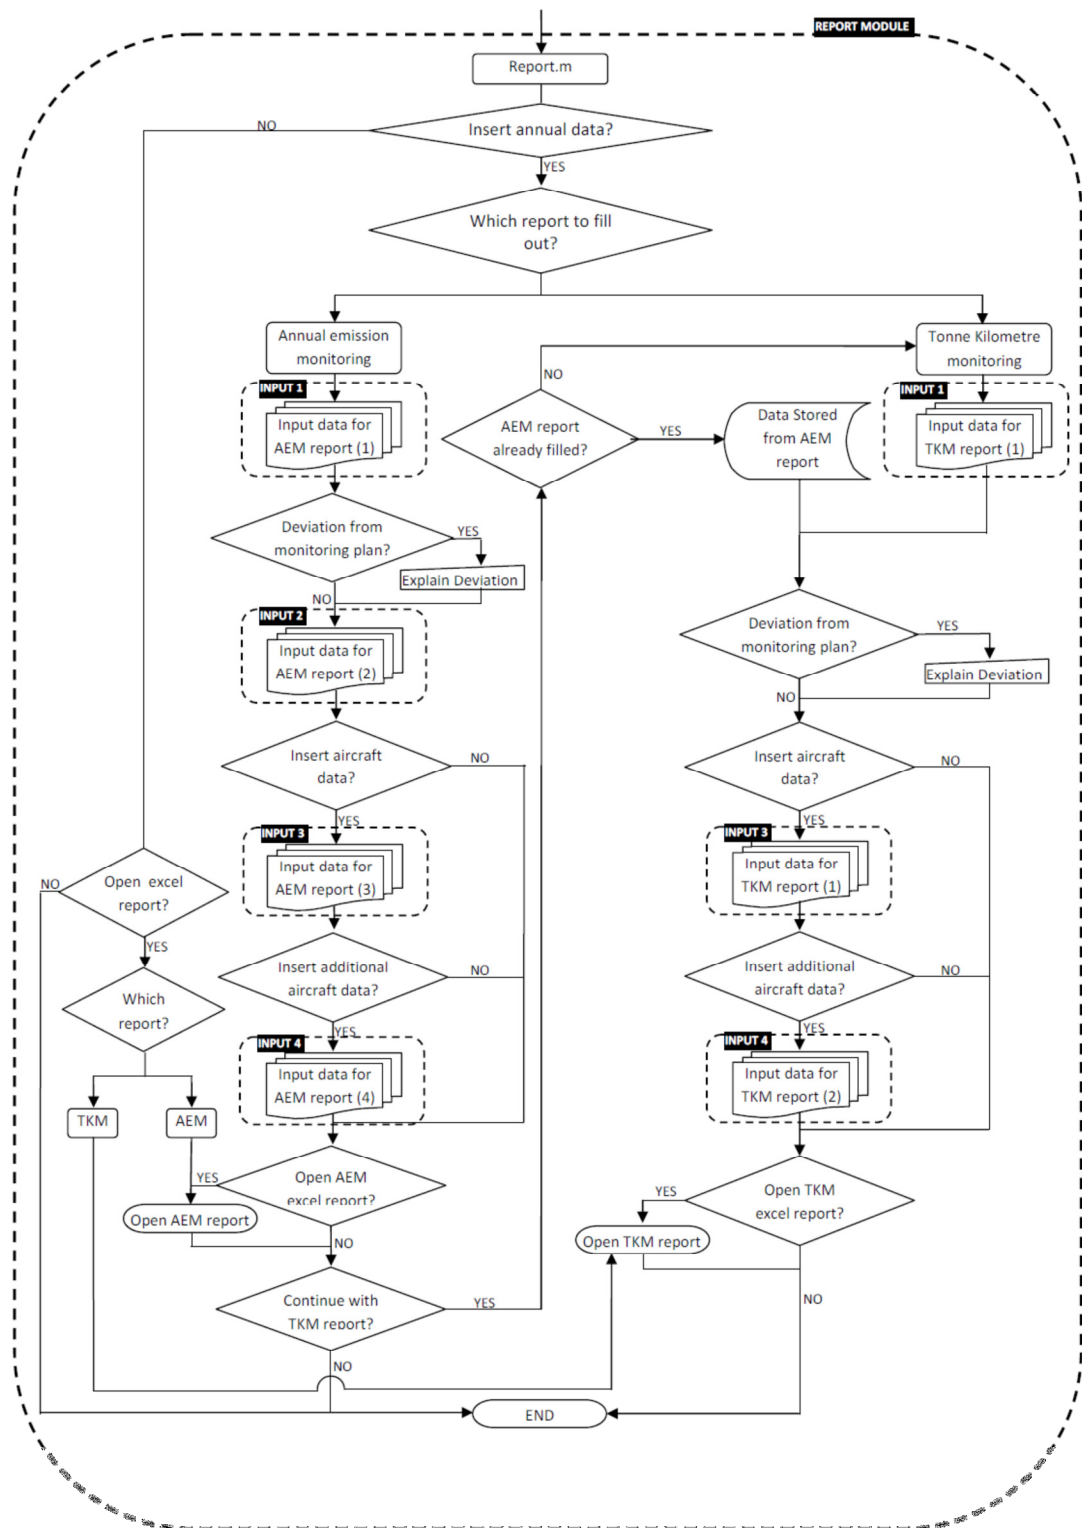 REPORT MODULE
Report.m
NO
Insert annual data?
YES
Which report to fill
out?
Annual emission
monitoring
Tonne Kilometre
monitoring
NO
INPUT 1
Input data for
AEM report (1)
AEM report
already filled?
YES
Data Stored
from AEM
report
INPUT 1
Input data for
TKM report (1)
Deviation from
monitoring plan?
YES
Explain Deviation
NO
INPUT 2
Input data for
AEM report (2)
Deviation from
monitoring plan?
YES
Explain Deviation
NO
Insert aircraft
data?
NO
YES
Insert aircraft
data?
NO
YES
INPUT 3
Input data for
AEM report (3)
INPUT 3
Input data for
TKM report (1)
NO
Open excel
report?
YES
Insert additional
aircraft data?
NO
YES
Insert additional
aircraft data?
NO
YES
Which
report?
INPUT 4
Input data for
AEM report (4)
INPUT 4
Input data for
TKM report (2)
TKM
AEM
YES
Open AEM
excel report?
Open AEM report
NO
YES
Open TKM
excel report?
Open TKM report
NO
Continue with
TKM report?
YES
NO
END